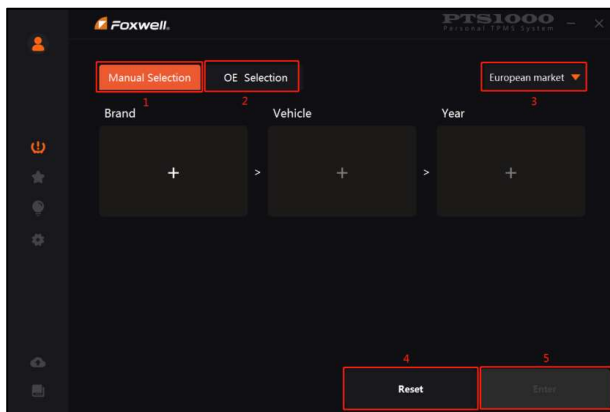 Foxwell.
PTS1000
Personal TPMS System
Manual Selection
OE Selection
European market
1
2
3
Brand
Vehicle
Year
+
>
+
>
+
4
5
Reset
Enter